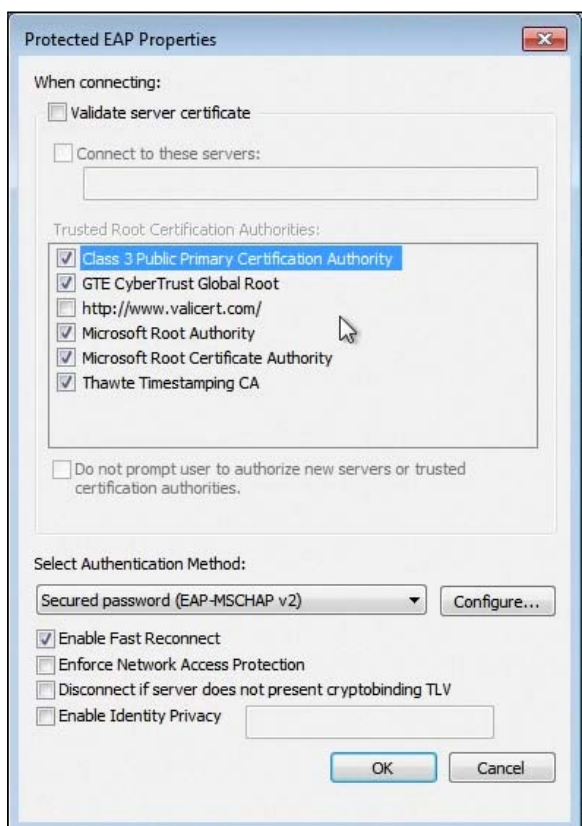 Protected EAP Properties
When connecting:
Validate server certificate
Connect to these servers:
Trusted Root Certification Authorities:
Class 3 Public Primary Certification Authority
GTE CyberTrust Global Root
http://www.valicert.com/
Microsoft Root Authority
Microsoft Root Certificate Authority
Thawte Timestamping CA
Do not prompt user to authorize new servers or trusted
certification authorities.
Select Authentication Method:
Secured password (EAP-MSCHAP v2)
Configure...
Enable Fast Reconnect
Enforce Network Access Protection
Disconnect if server does not present cryptobinding TLV
Enable Identity Privacy
OK
Cancel